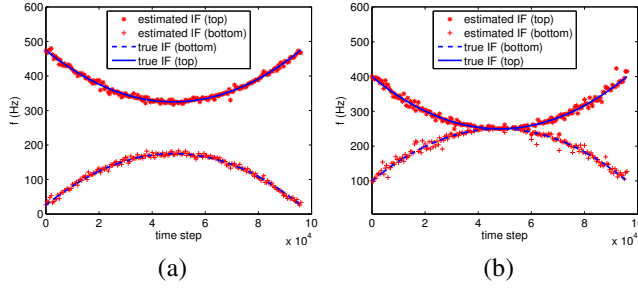 600
500
400
300
200
100
0
f (Hz)
estimated IF (top)
estimated IF (bottom)
true IF (bottom)
true IF (top)
0 2 4 6 8 10
time step
x 10^4
(a)
600
500
400
300
200
100
f (Hz)
estimated IF (top)
estimated IF (bottom)
true IF (bottom)
true IF (top)
0 2 4 6 8 10
time step
x 10^4
(b)